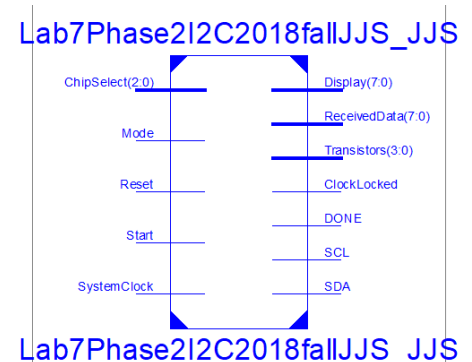 Lab7Phase2I2C2018fallJJS_JJS
ChipSelect(2:0)
Display(7:0)
ReceivedData(7:0)
Mode
Transistors(3:0)
Reset
ClockLocked
DONE
Start
SCL
SystemClock
SDA
Lab7Phase2I2C2018fallJJS_JJS